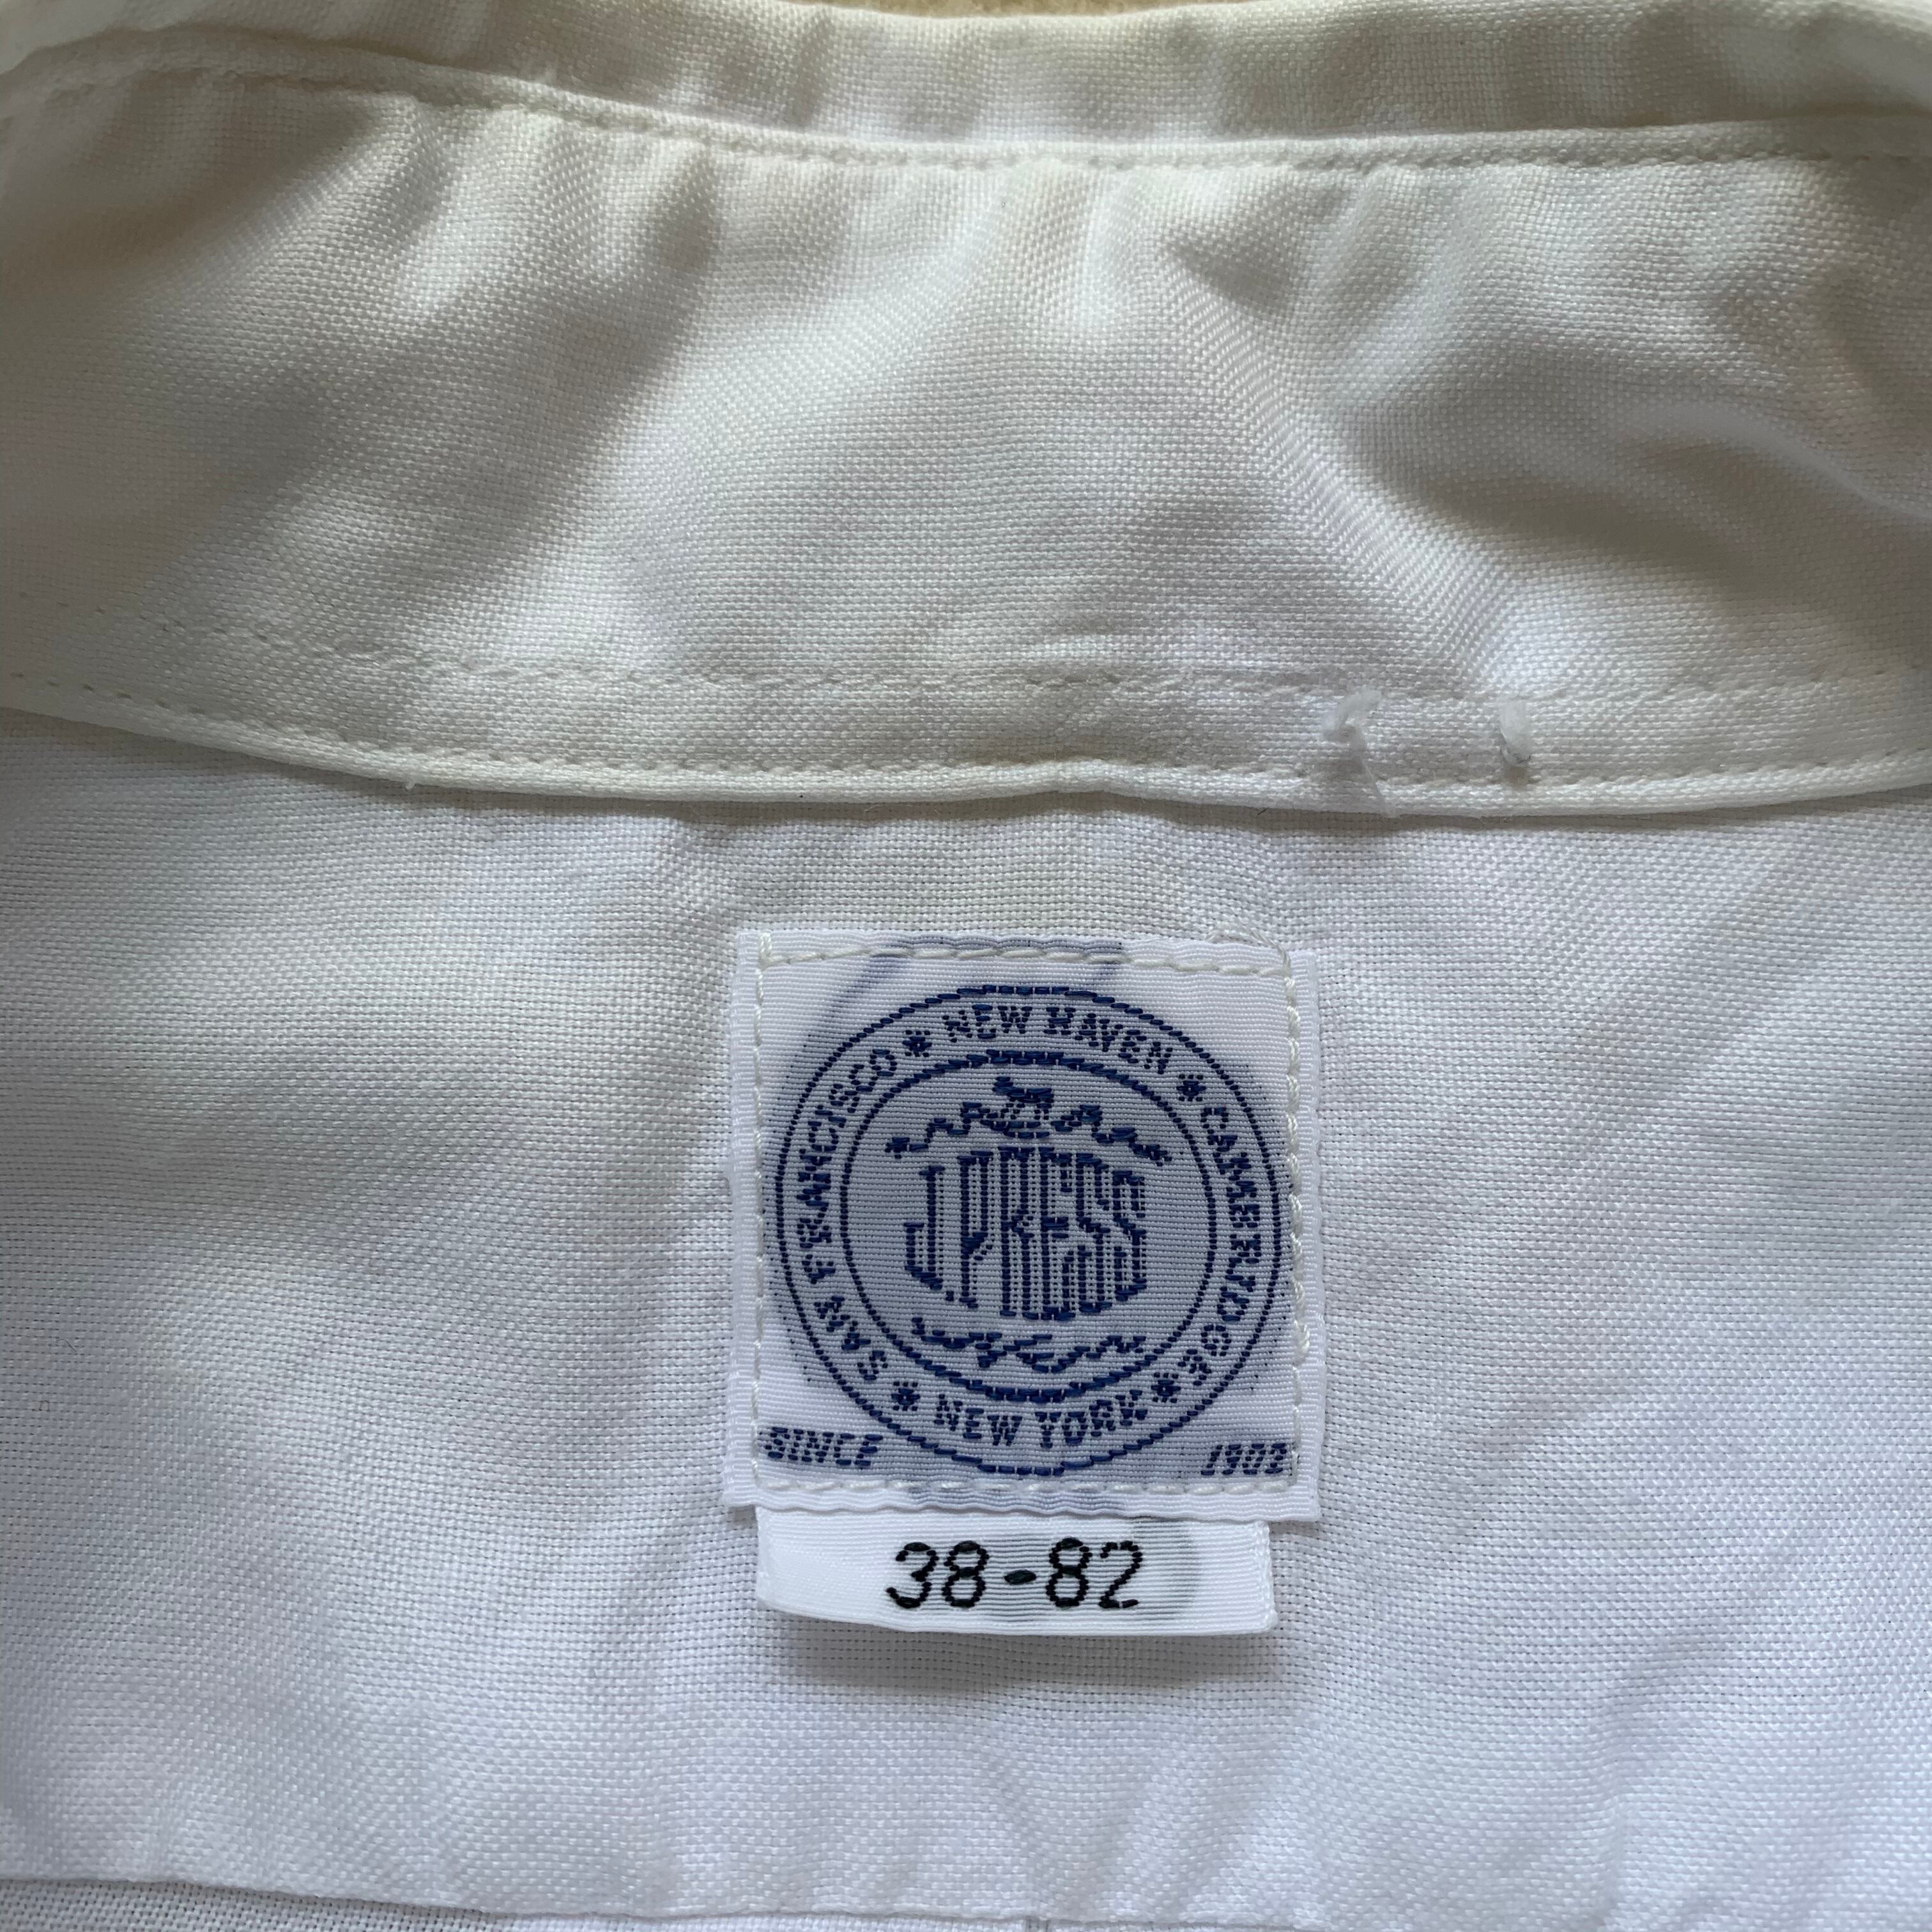 NEW HAVEN * CAMBRIDGE * NEW YORK * SAN FRANCISCO *
J.PRESS
SINCE 1902
38-82